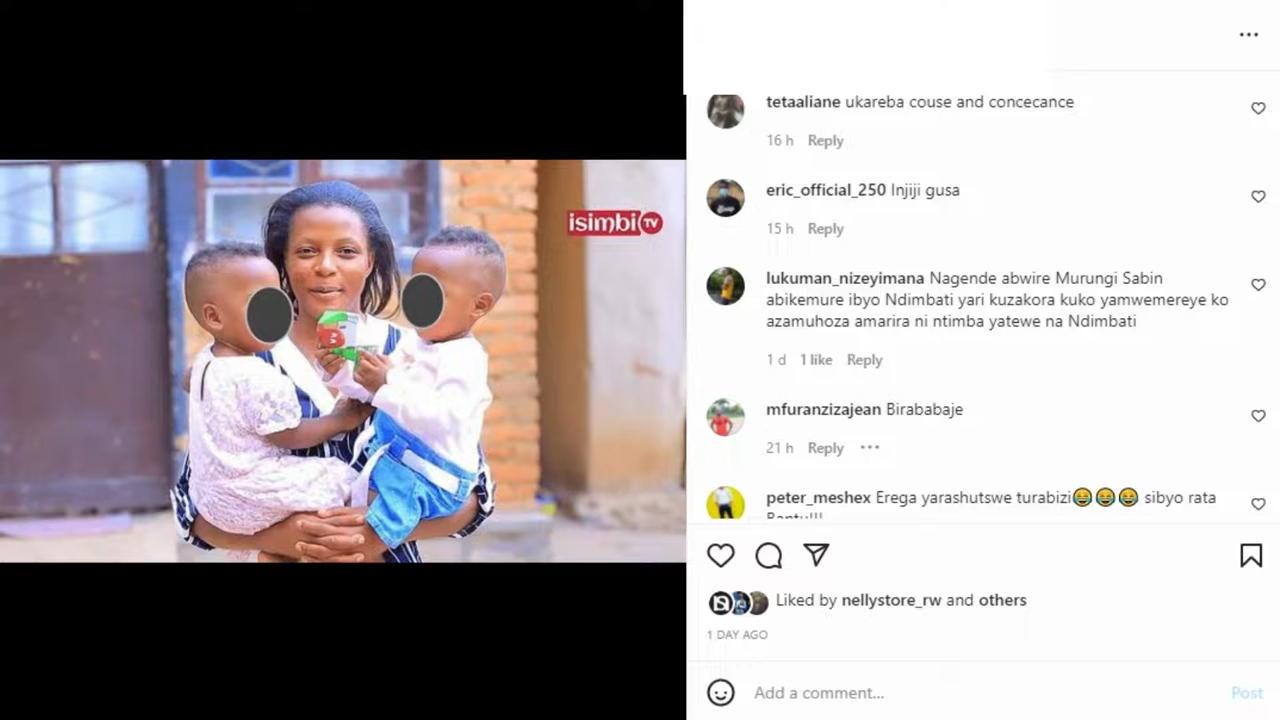 isimbi TV
tetaaliane ukareba couse and concecance
16 h Reply
eric_official_250 Injiji gusa
15 h Reply
lukuman_nizeyimana Nagende abwire Murungi Sabin
abikemure ibyo Ndimbati yari kuzakora kuko yamwemereye ko
azamuhoza amarira ni ntimba yatewe na Ndimbati
1 d 1 like Reply
mfuranzizajean Birababaje
21 h Reply
peter_meshex Erega yarashutswe turabizi😂😂😂 sibyo rata
Liked by nellystore_rw and others
1 DAY AGO
Add a comment... Post